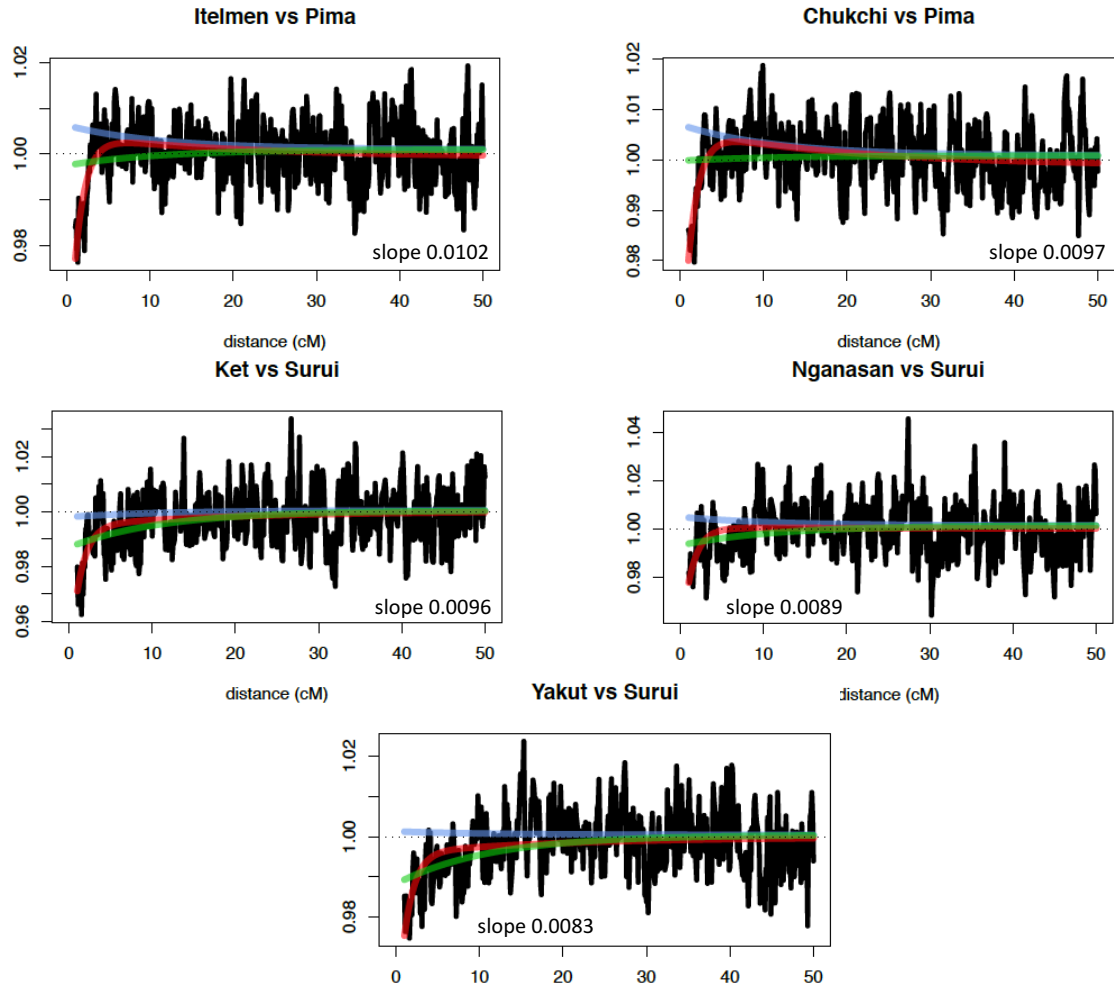 Itelmen vs Pima
1.02
1.00
0.98
slope 0.0102
0 10 20 30 40 50
distance (cM)
Chukchi vs Pima
1.02
1.01
1.00
0.99
0.98
slope 0.0097
0 10 20 30 40 50
distance (cM)
Ket vs Surui
1.02
1.00
0.98
0.96
slope 0.0096
0 10 20 30 40 50
distance (cM)
Nganasan vs Surui
1.04
1.02
1.00
0.98
slope 0.0089
0 10 20 30 40 50
distance (cM)
Yakut vs Surui
1.02
1.00
0.98
slope 0.0083
0 10 20 30 40 50